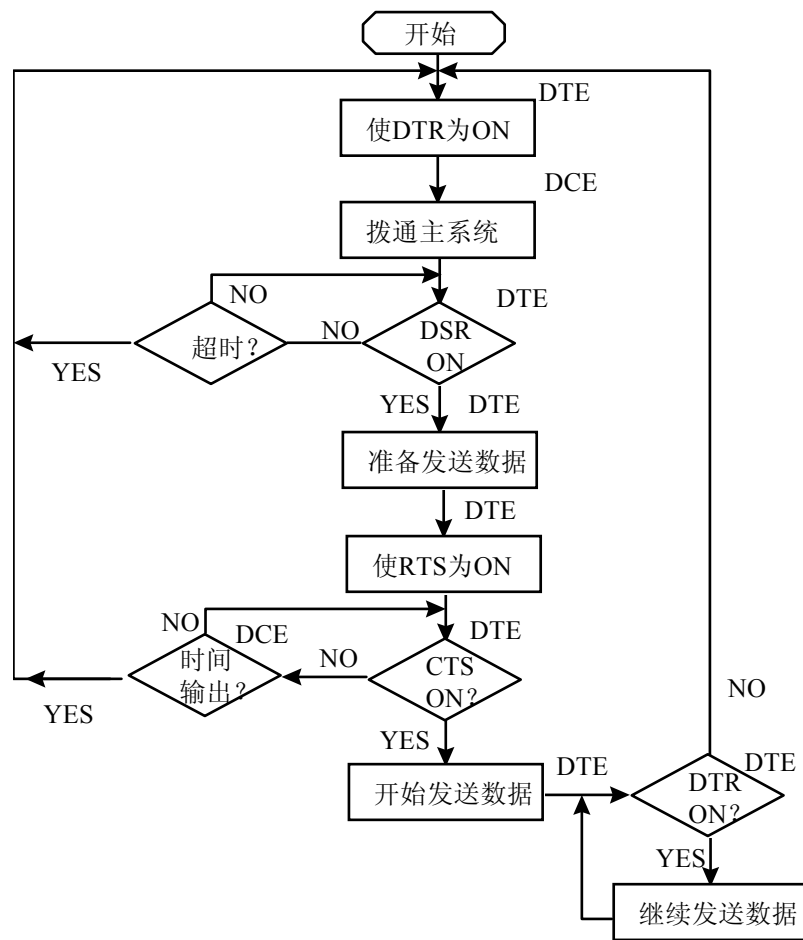 开始
DTE
使DTR为ON
DCE
拨通主系统
NO
DTE
超时?
NO
DSR
ON
YES
YES
DTE
准备发送数据
DTE
使RTS为ON
NO
DCE
DTE
时间
输出?
NO
CTS
ON?
YES
NO
YES
开始发送数据
DTE
DTE
DTR
ON?
YES
继续发送数据